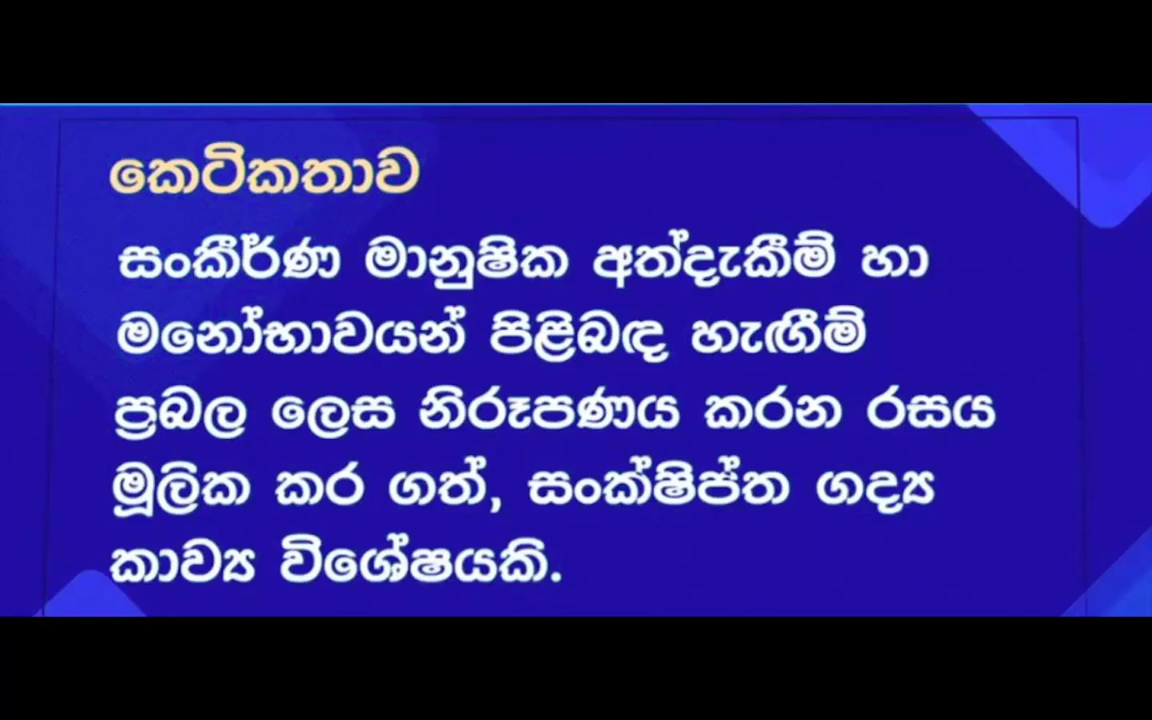 කෙටිකතාව
සංකීර්ණ මානුෂික අත්දැකීම් හා
මනෝභාවයන් පිළිබඳ හැඟීම්
ප්‍රබල ලෙස නිරූපණය කරන රසය
මූලික කර ගත්, සංක්ෂිප්ත ගද්‍ය
කාව්‍ය විශේෂයකි.